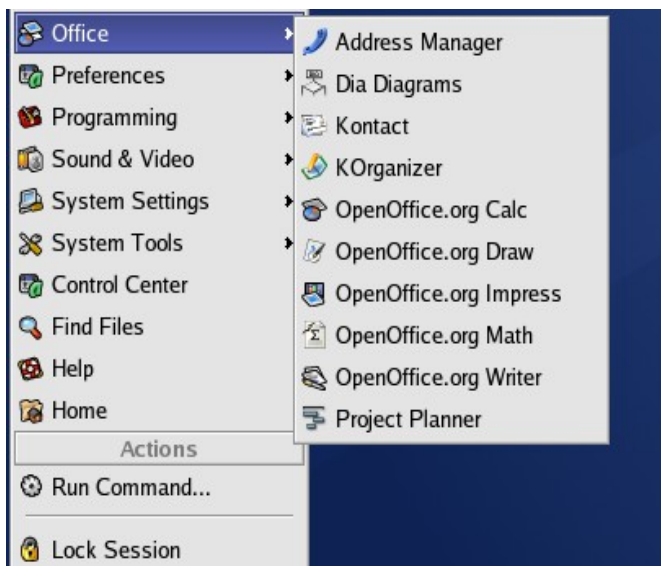 Office
Preferences
Programming
Sound & Video
System Settings
System Tools
Control Center
Find Files
Help
Home
Actions
Run Command...
Lock Session
Address Manager
Dia Diagrams
Kontact
KOrganizer
OpenOffice.org Calc
OpenOffice.org Draw
OpenOffice.org Impress
OpenOffice.org Math
OpenOffice.org Writer
Project Planner